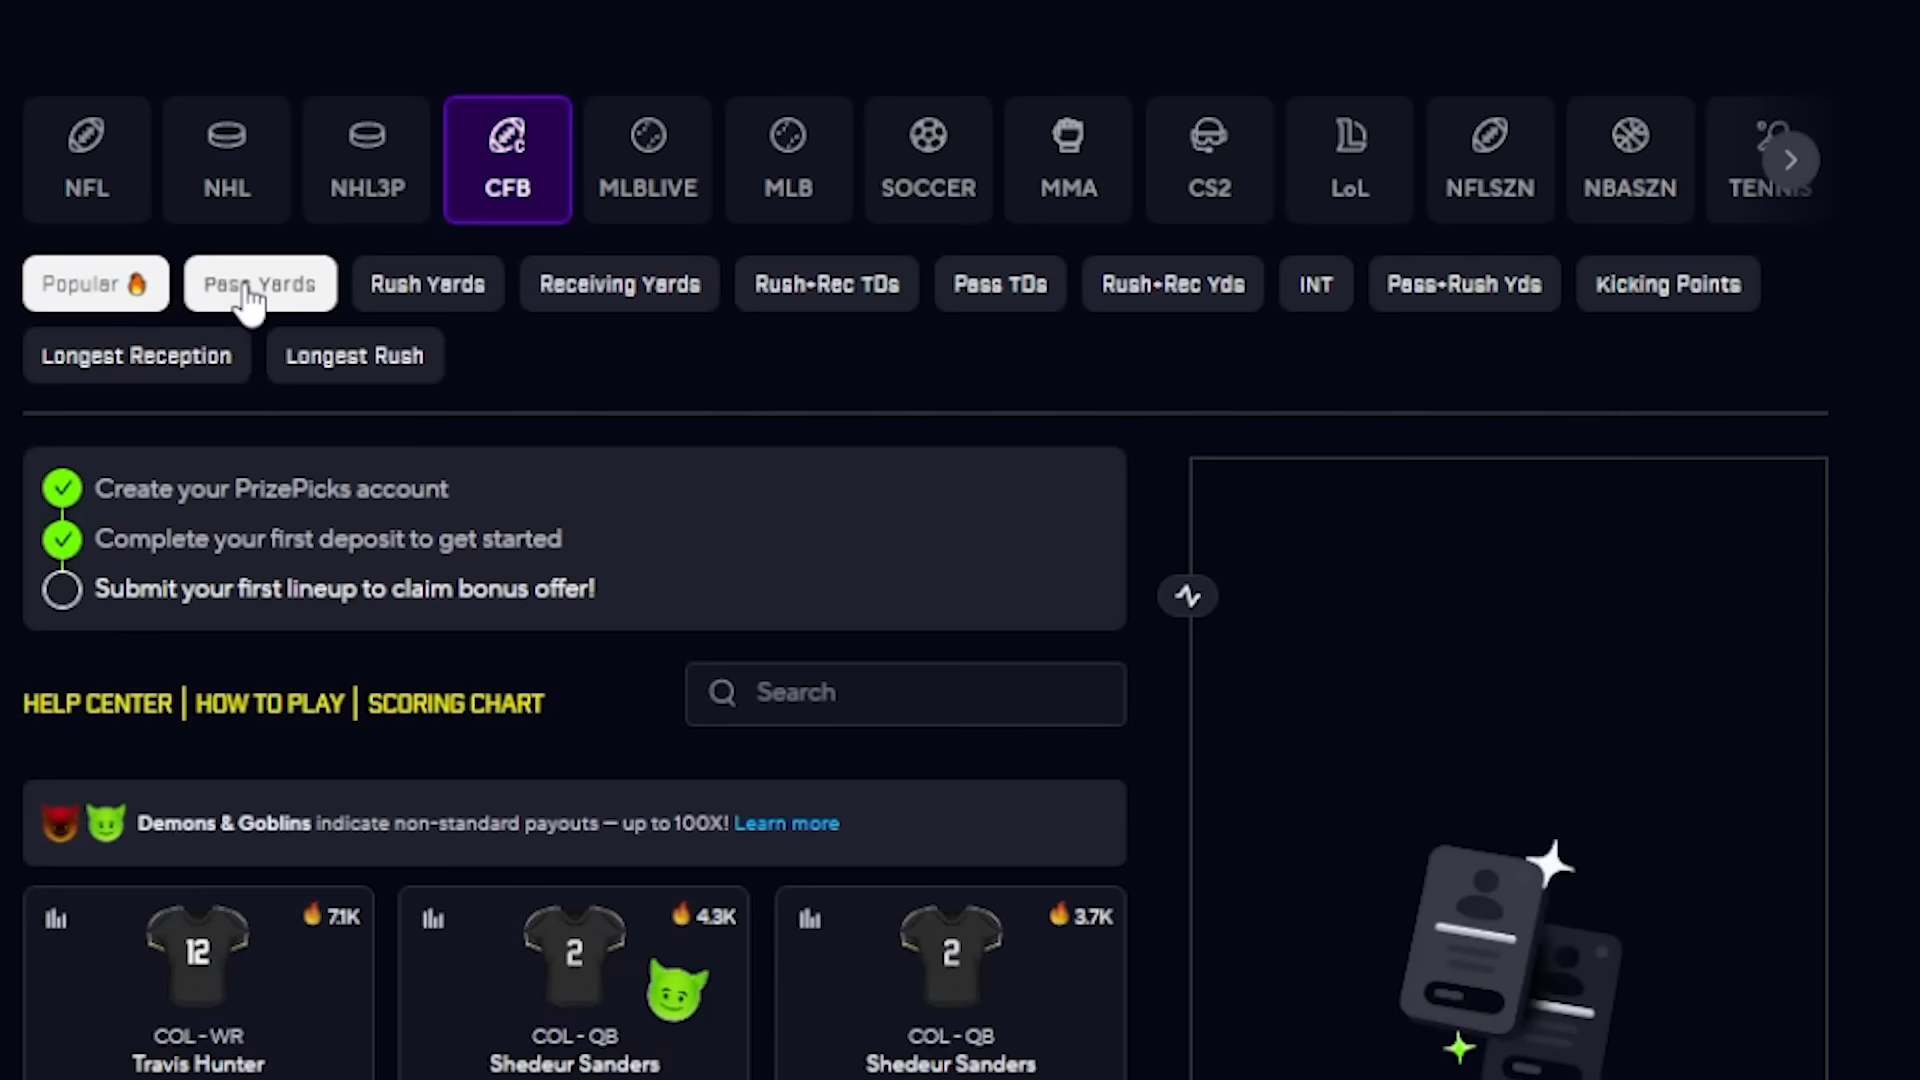 NFL NHL NHL3P CFB MLBLIVE MLB SOCCER MMA CS2 LoL NFLSZN NBASZN TENNIS
Popular Pass Yards Rush Yards Receiving Yards Rush+Rec TDs Pass TDs Rush+Rec Yds INT Pass+Rush Yds Kicking Points
Longest Reception Longest Rush
Create your PrizePicks account
Complete your first deposit to get started
Submit your first lineup to claim bonus offer!
HELP CENTER | HOW TO PLAY | SCORING CHART
Search
Demons & Goblins indicate non-standard payouts — up to 100X! Learn more
12 7.1K 2 4.3K 2 3.7K
COL - WR COL - QB COL - QB
Travis Hunter Shedeur Sanders Shedeur Sanders